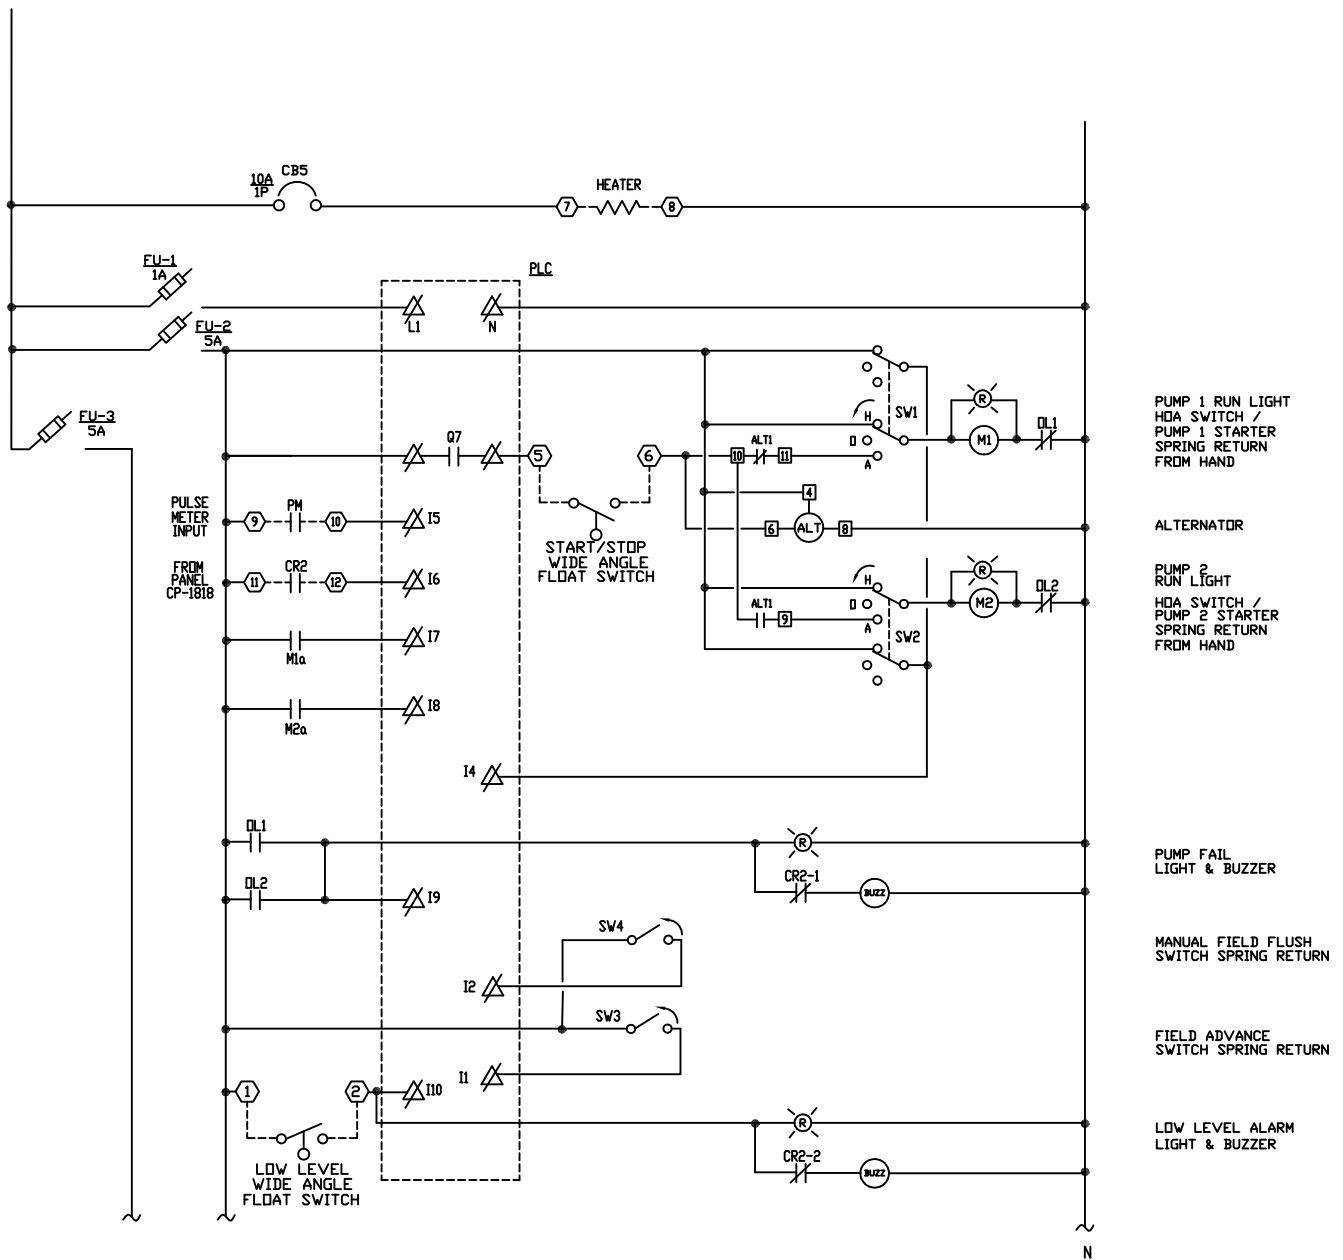 CB5
10A
1P
HEATER
7
8
FU-1
1A
PLC
L1
N
FU-2
5A
FU-3
5A
SW1
R
H
O
A
M1
OL1
PUMP 1 RUN LIGHT
HOA SWITCH /
PUMP 1 STARTER
SPRING RETURN
FROM HAND
Q7
5
6
10
ALT1
11
PULSE
METER
INPUT
9
PM
10
I5
START/STOP
WIDE ANGLE
FLOAT SWITCH
4
6
ALT
8
ALTERNATOR
FROM
PANEL
CP-1818
11
CR2
12
I6
H
O
A
R
M2
OL2
PUMP 2
RUN LIGHT
HOA SWITCH /
PUMP 2 STARTER
SPRING RETURN
FROM HAND
ALT1
9
SW2
M1a
I7
M2a
I8
I4
OL1
R
PUMP FAIL
LIGHT & BUZZER
OL2
I9
CR2-1
BUZZ
SW4
I2
MANUAL FIELD FLUSH
SWITCH SPRING RETURN
SW3
I1
FIELD ADVANCE
SWITCH SPRING RETURN
1
2
I10
LOW LEVEL
WIDE ANGLE
FLOAT SWITCH
R
CR2-2
BUZZ
LOW LEVEL ALARM
LIGHT & BUZZER
N